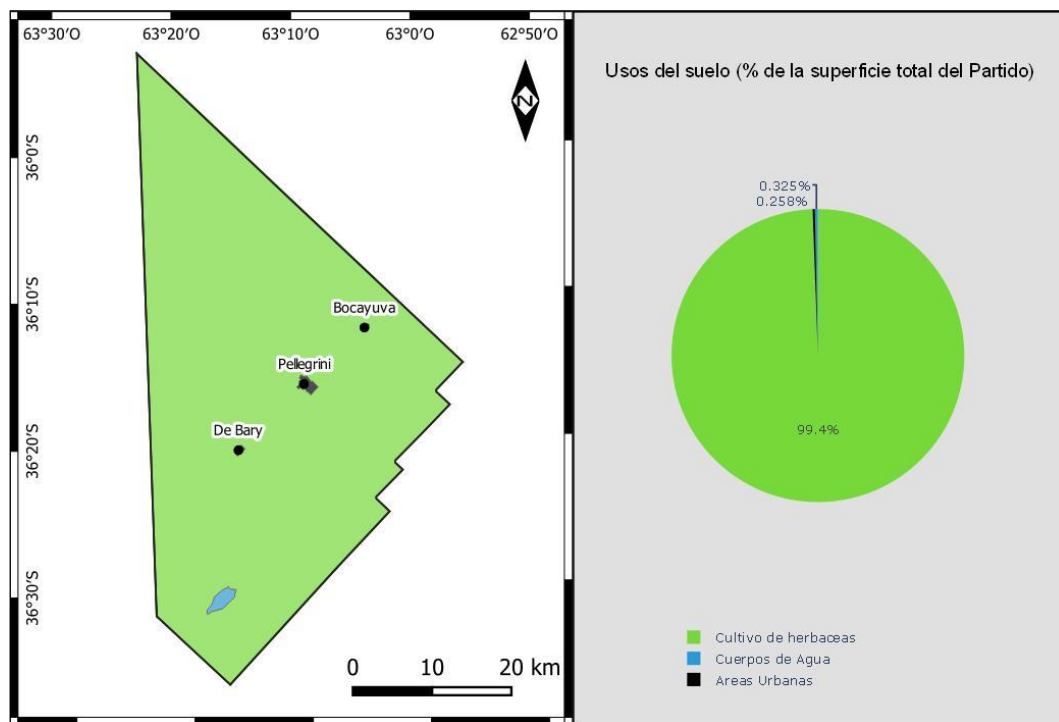 63°30'O 63°20'O 63°10'O 63°0'O 62°50'O
N
36°0'S
36°10'S
36°20'S
36°30'S
Bocayuva
Pellegrini
De Bary
0 10 20 km
Usos del suelo (% de la superficie total del Partido)
0.325%
0.258%
99.4%
Cultivo de herbaceas
Cuerpos de Agua
Areas Urbanas